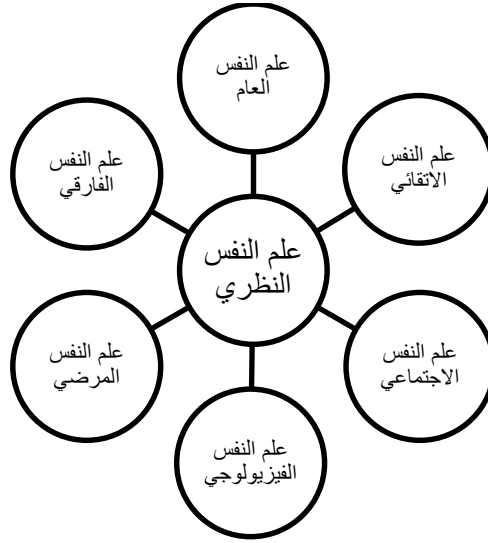 علم النفس
العام
علم النفس
الاتقائي
علم النفس
الفارقي
علم النفس
النظري
علم النفس
الاجتماعي
علم النفس
المرضي
علم النفس
الفيزيولوجي